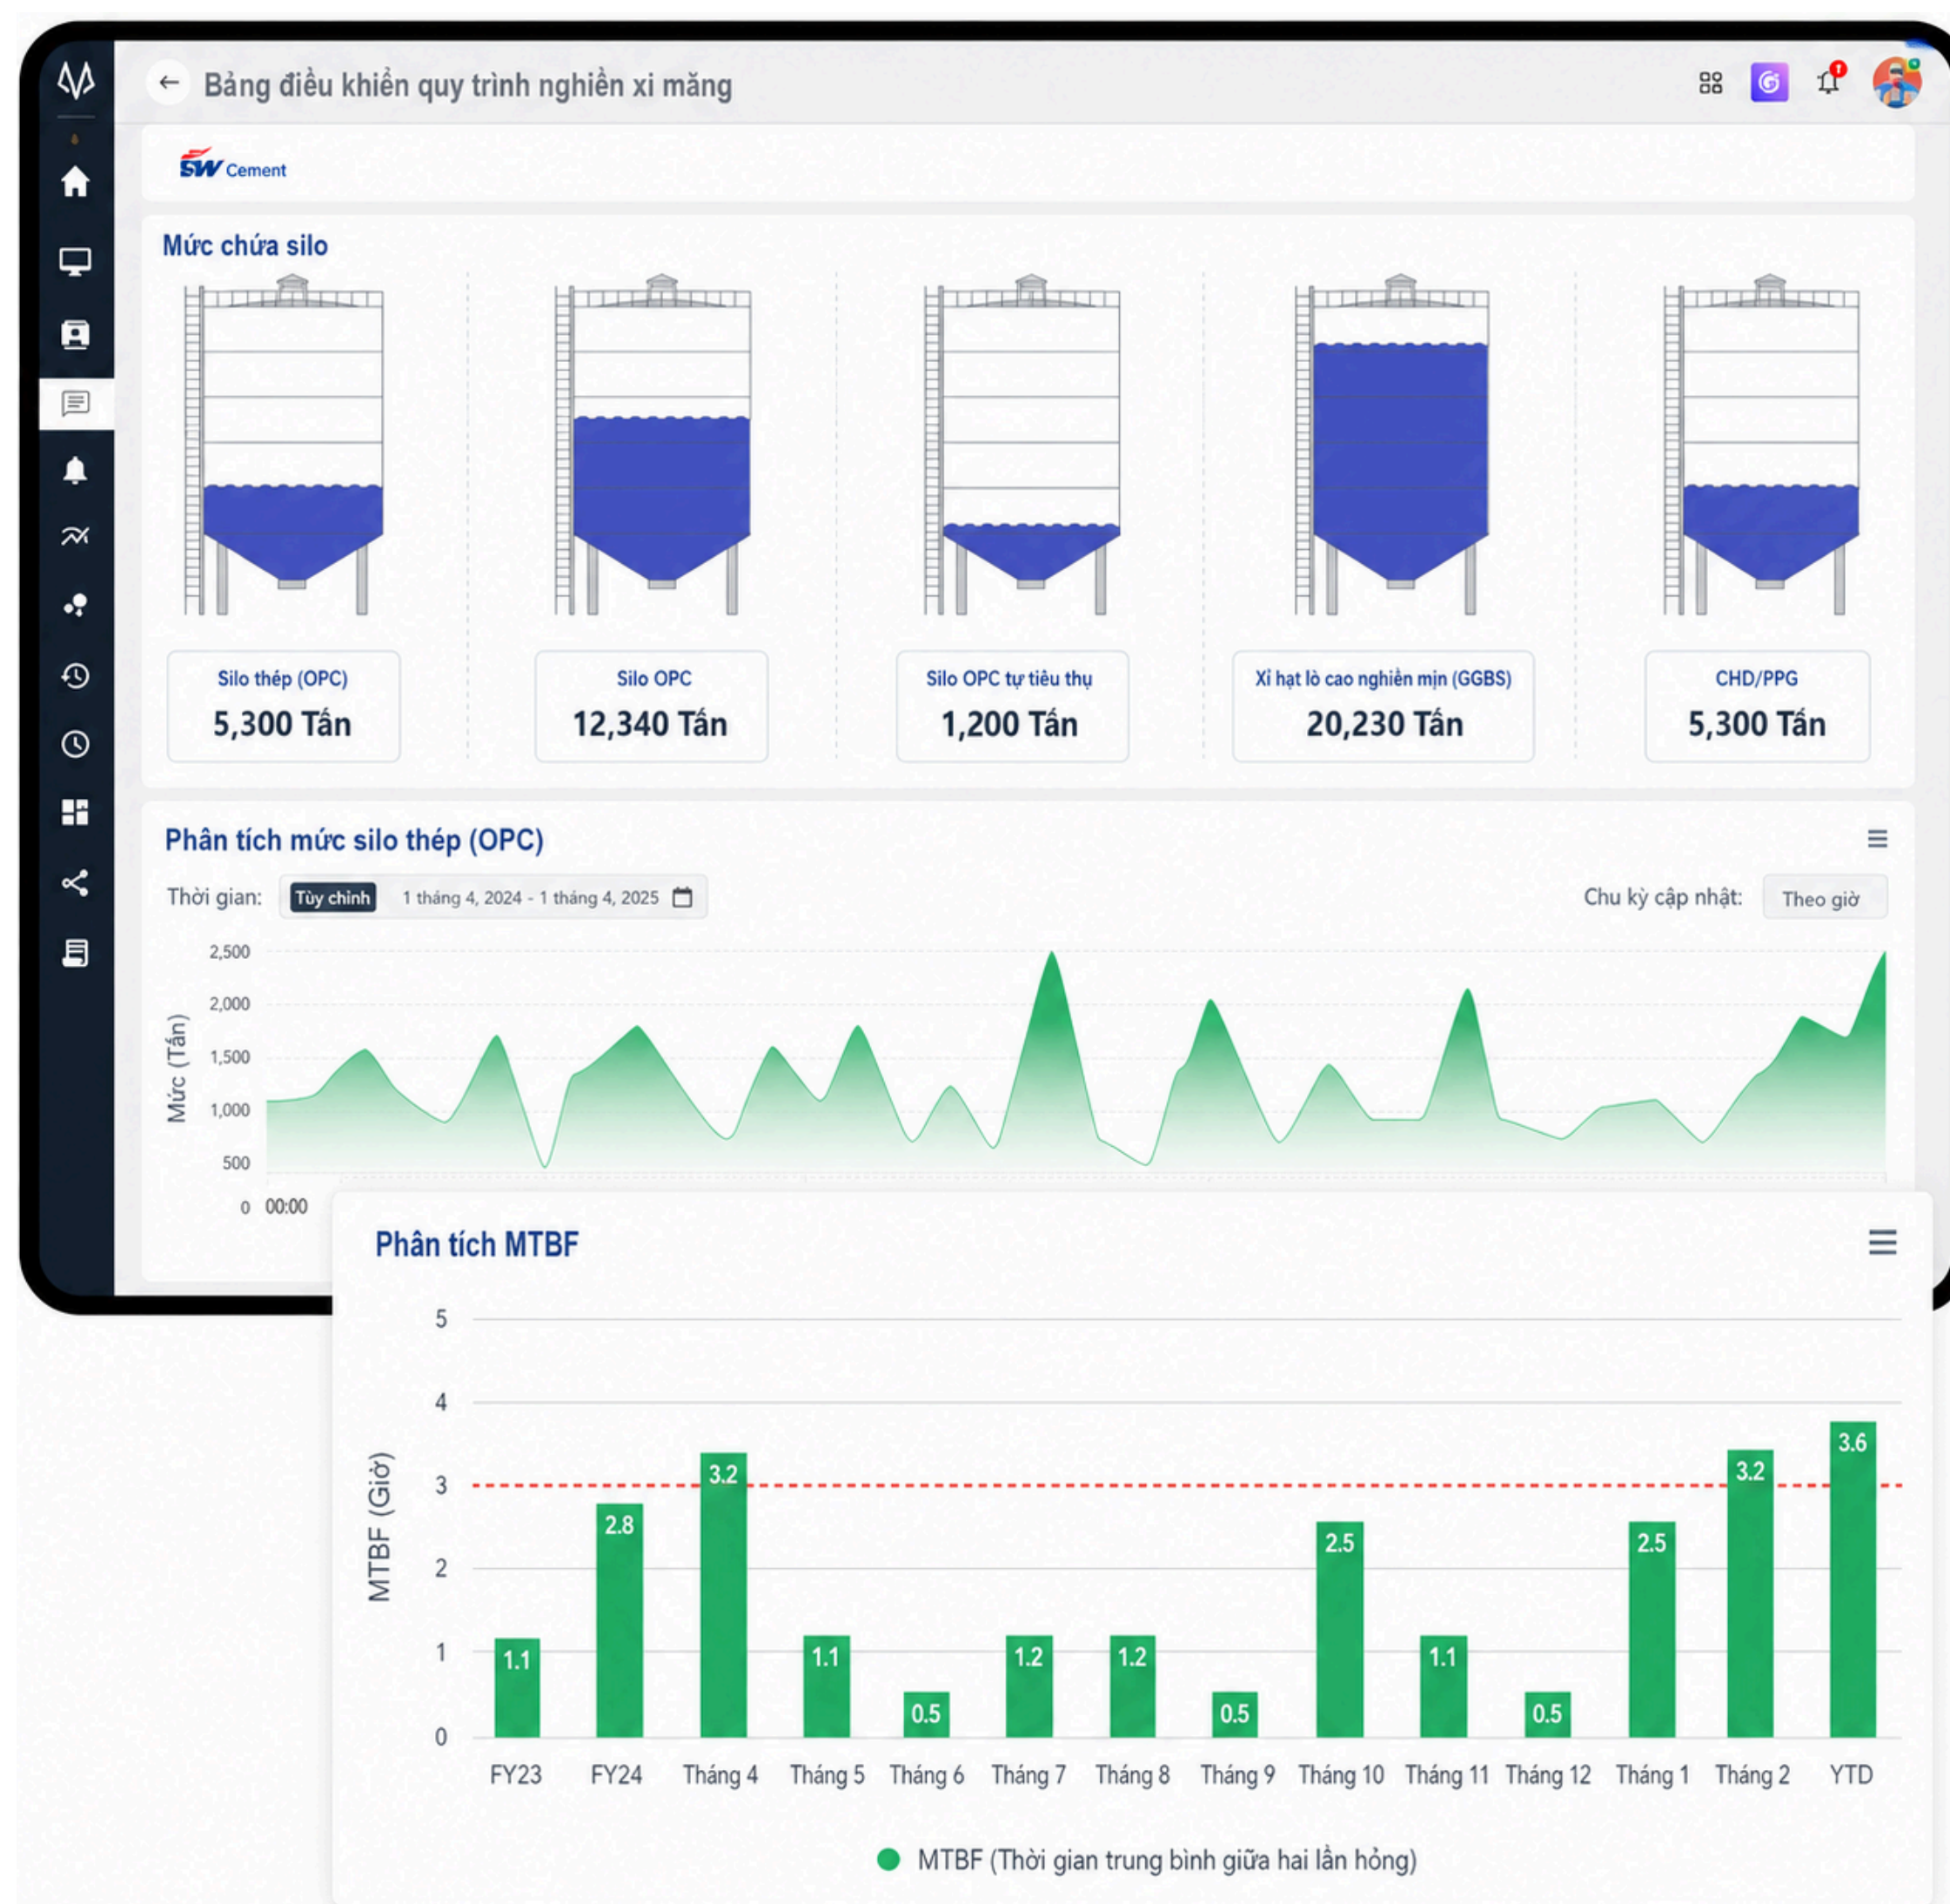 Bảng điều khiển quy trình nghiền xi măng
SW Cement
Mức chứa silo
Silo thép (OPC)
5,300 Tấn
Silo OPC
12,340 Tấn
Silo OPC tự tiêu thụ
1,200 Tấn
Xỉ hạt lò cao nghiền mịn (GGBS)
20,230 Tấn
CHD/PPG
5,300 Tấn
Phân tích mức silo thép (OPC)
Thời gian: Tùy chỉnh 1 tháng 4, 2024 - 1 tháng 4, 2025
Chu kỳ cập nhật: Theo giờ
Mức (Tấn)
2,500
2,000
1,500
1,000
500
0 00:00
Phân tích MTBF
MTBF (Giờ)
5
4
3
2
1
0
1.1
2.8
3.2
1.1
0.5
1.2
1.2
0.5
2.5
1.1
0.5
2.5
3.2
3.6
FY23 FY24 Tháng 4 Tháng 5 Tháng 6 Tháng 7 Tháng 8 Tháng 9 Tháng 10 Tháng 11 Tháng 12 Tháng 1 Tháng 2 YTD
MTBF (Thời gian trung bình giữa hai lần hỏng)